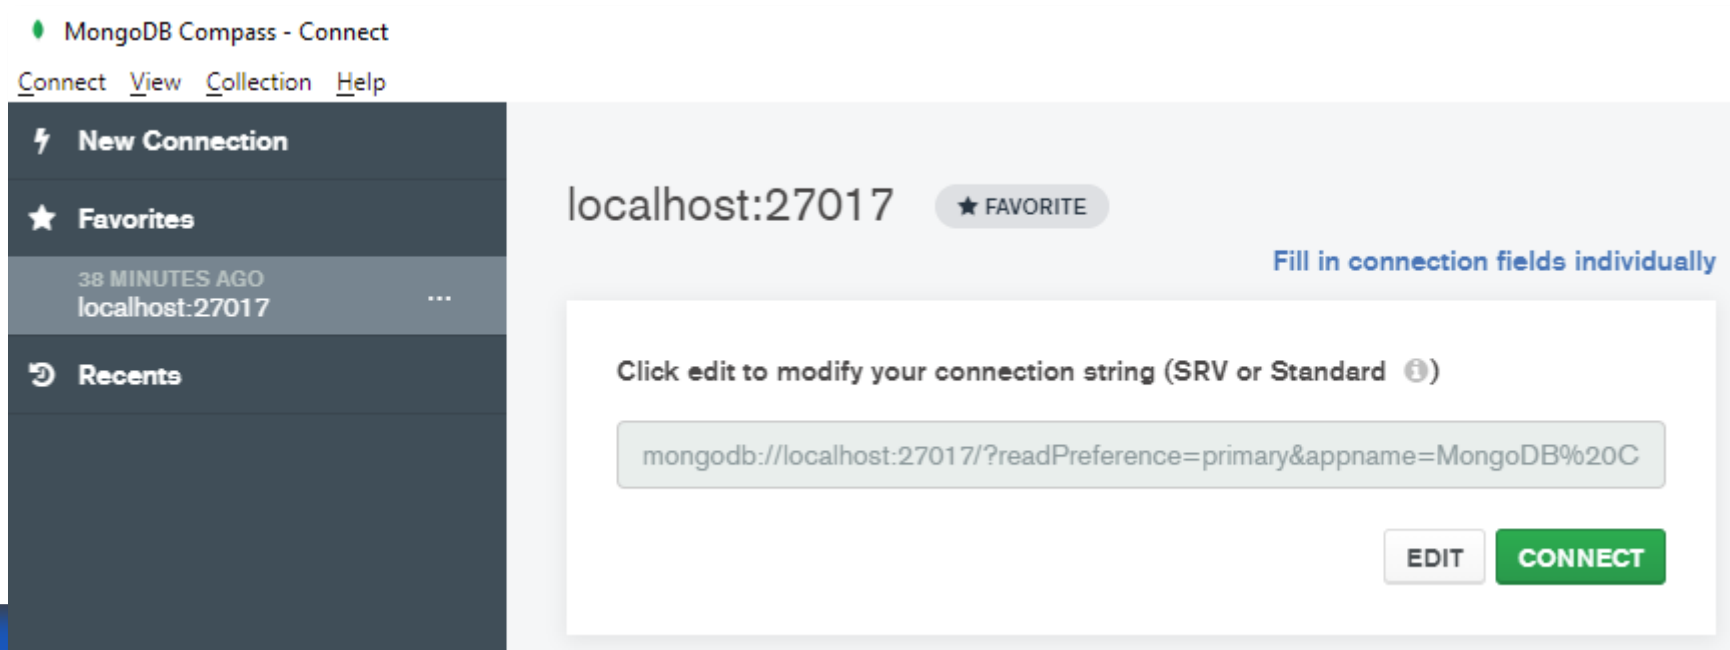 MongoDB Compass - Connect
Connect View Collection Help
New Connection
Favorites
38 MINUTES AGO
localhost:27017
...
Recents
localhost:27017
FAVORITE
Fill in connection fields individually
Click edit to modify your connection string (SRV or Standard i)
mongodb://localhost:27017/?readPreference=primary&appname=MongoDB%20C
EDIT CONNECT